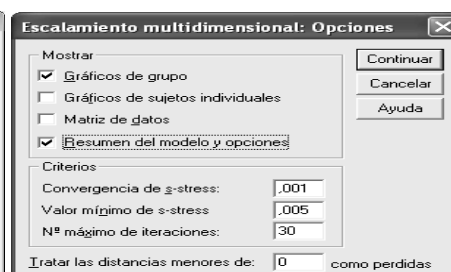 Escalamiento multidimensional: Opciones
Mostrar
Gráficos de grupo
Gráficos de sujetos individuales
Matriz de datos
Resumen del modelo y opciones
Continuar
Cancelar
Ayuda
Criterios
Convergencia de s-stress: ,001
Valor mínimo de s-stress ,005
Nº máximo de iteraciones: 30
Tratar las distancias menores de: 0 como perdidas